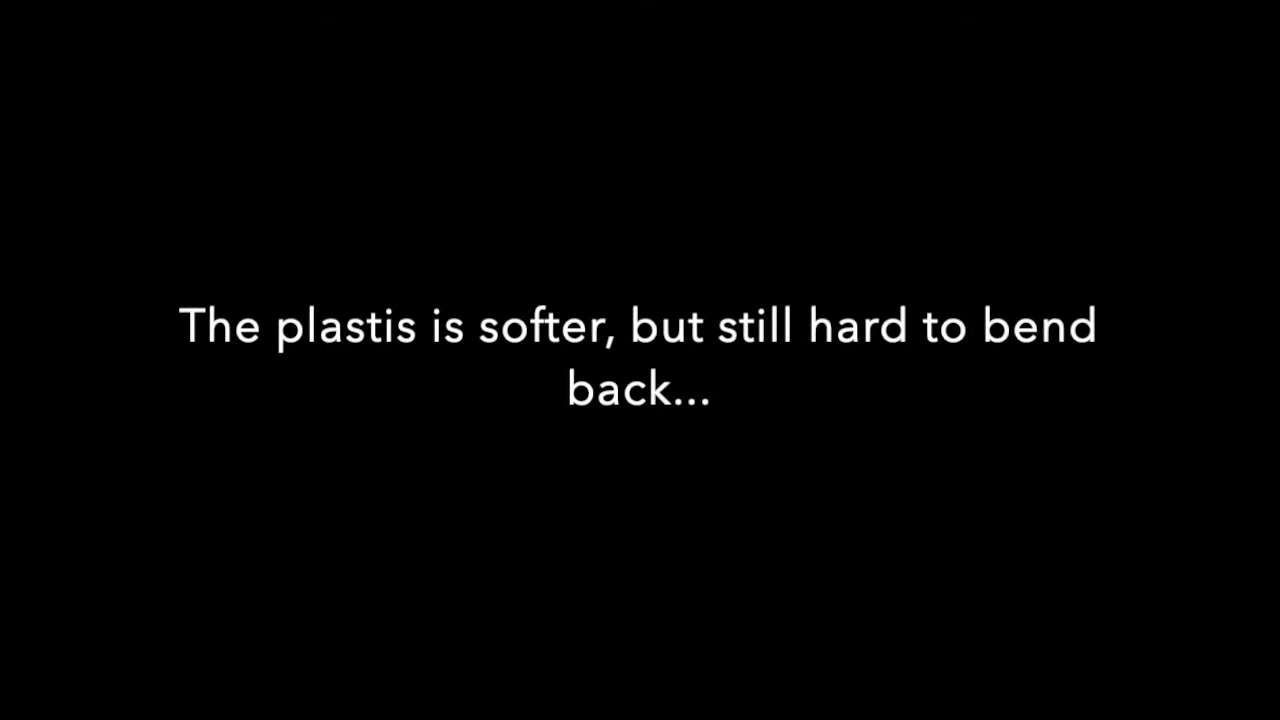 The plastis is softer, but still hard to bend
back...